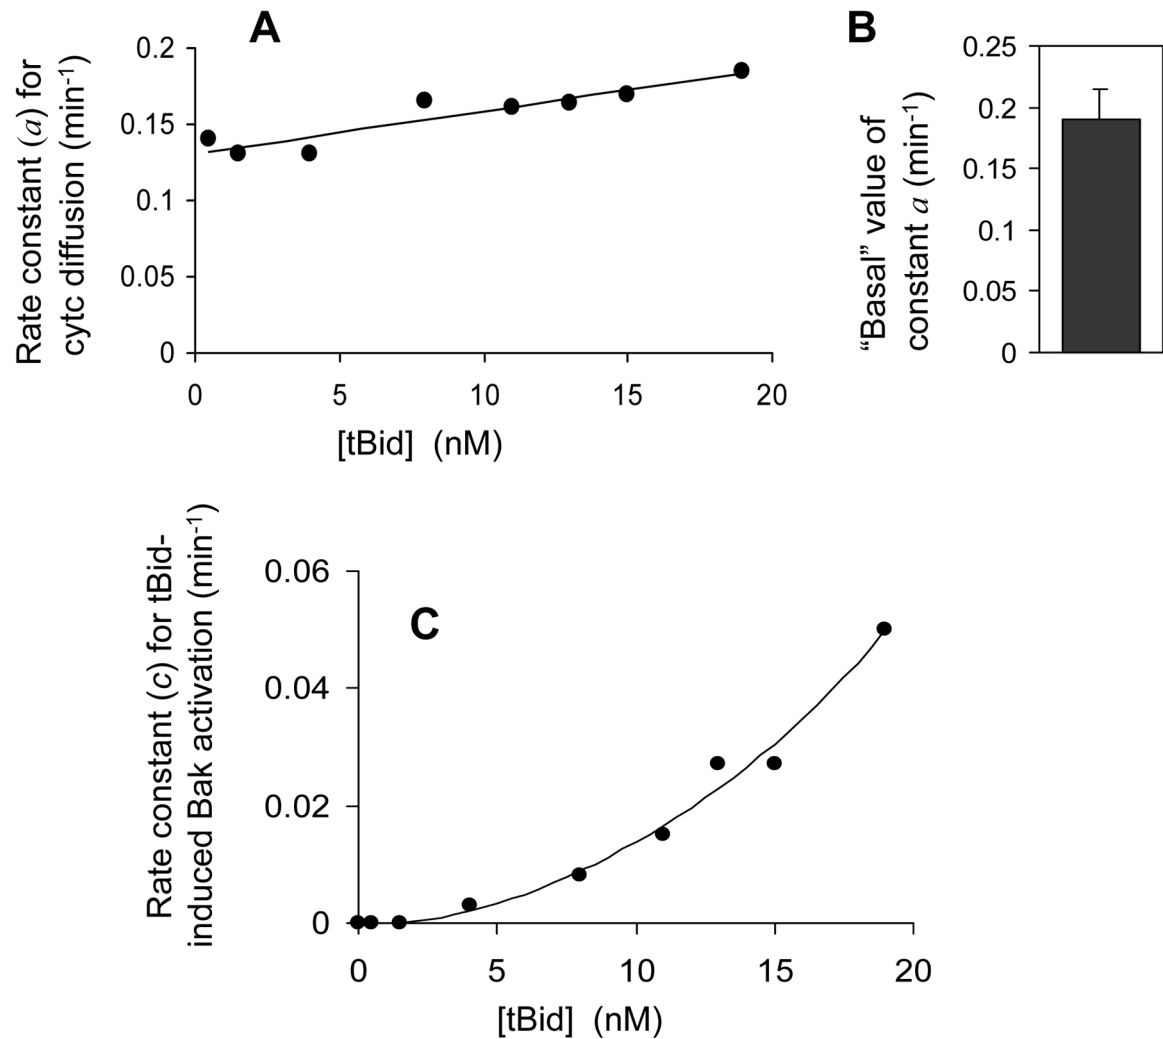 A
Rate constant (a) for
cytc diffusion (min-1)
0.2
0.15
0.1
0.05
0
0 5 10 15 20
[tBid] (nM)
B
“Basal” value of
constant a (min-1)
0.25
0.2
0.15
0.1
0.05
0
C
Rate constant (c) for tBid-
induced Bak activation (min-1)
0.06
0.04
0.02
0
0 5 10 15 20
[tBid] (nM)